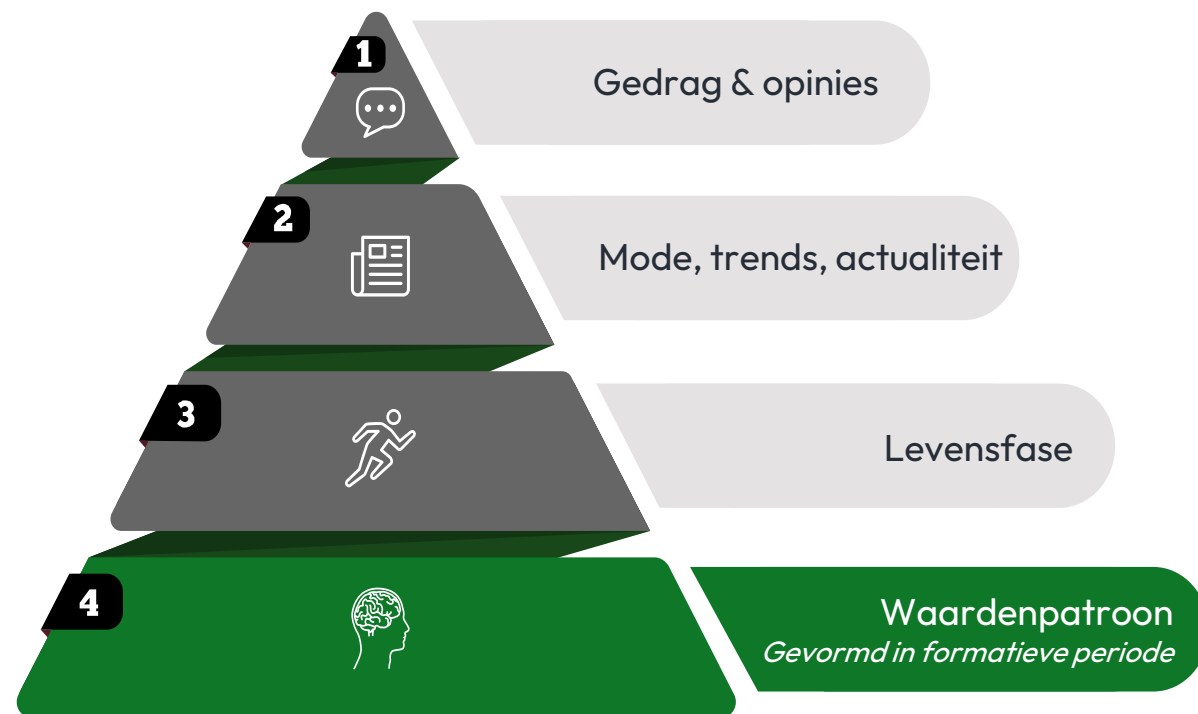 1
Gedrag & opinies
2
Mode, trends, actualiteit
3
Levensfase
4
Waardenpatroon
Gevormd in formatieve periode